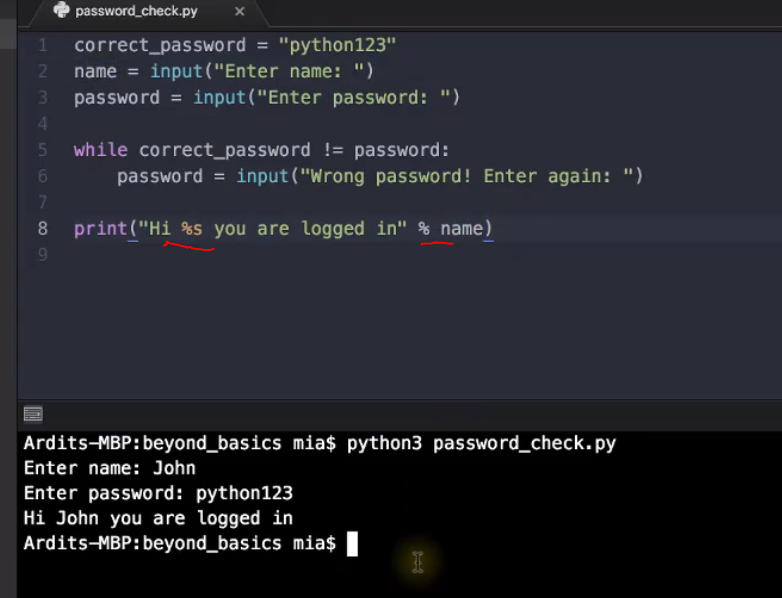 password_check.py ×
1 correct_password = "python123"
2 name = input("Enter name: ")
3 password = input("Enter password: ")
4
5 while correct_password != password:
6     password = input("Wrong password! Enter again: ")
7
8 print("Hi %s you are logged in" % name)
9
Ardits-MBP:beyond_basics mia$ python3 password_check.py
Enter name: John
Enter password: python123
Hi John you are logged in
Ardits-MBP:beyond_basics mia$